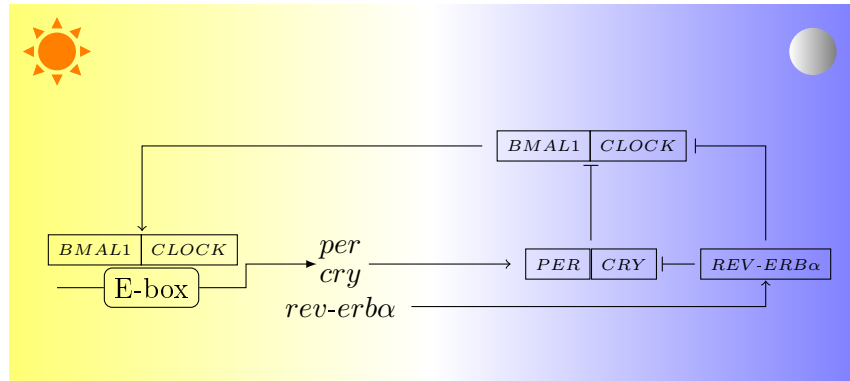 BMAL1 CLOCK
BMAL1 CLOCK
E-box
per
cry
rev-erbα
PER CRY
REV-ERBα